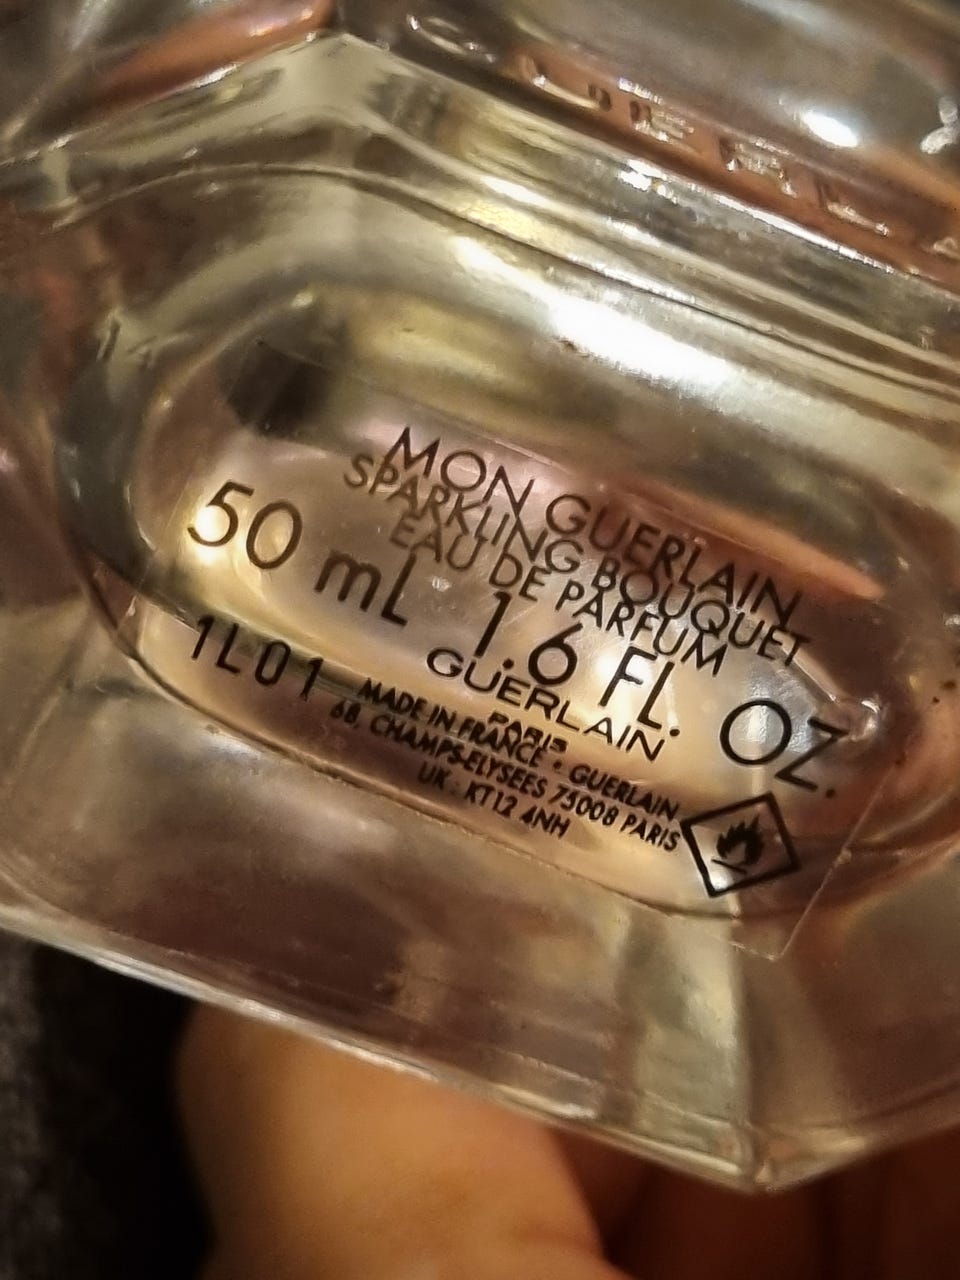 GUERLA
MON GUERLAIN
SPARKLING BOUQUET
EAU DE PARFUM
50 mL 1.6 FL. OZ.
GUERLAIN
PARIS
1L01
MADE IN FRANCE - GUERLAIN
68, CHAMPS-ELYSEES 75008 PARIS
UK : KT12 4NH